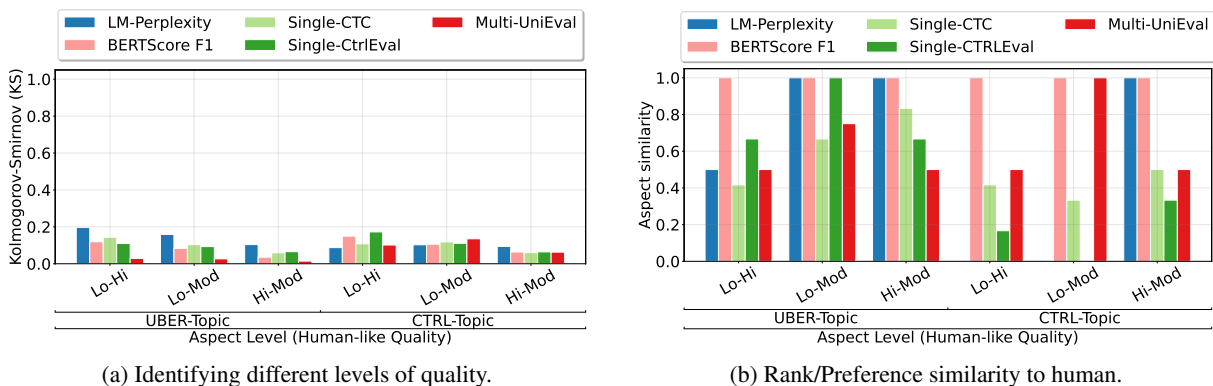 LM-Perplexity Single-CTC Multi-UniEval
BERTScore F1 Single-CtrlEval
Kolmogorov-Smirnov (KS)
1.0
0.8
0.6
0.4
0.2
0.0
Lo-Hi Lo-Mod Hi-Mod Lo-Hi Lo-Mod Hi-Mod
UBER-Topic CTRL-Topic
Aspect Level (Human-like Quality)
(a) Identifying different levels of quality.
LM-Perplexity Single-CTC Multi-UniEval
BERTScore F1 Single-CTRLEval
Aspect similarity
1.0
0.8
0.6
0.4
0.2
0.0
Lo-Hi Lo-Mod Hi-Mod Lo-Hi Lo-Mod Hi-Mod
UBER-Topic CTRL-Topic
Aspect Level (Human-like Quality)
(b) Rank/Preference similarity to human.